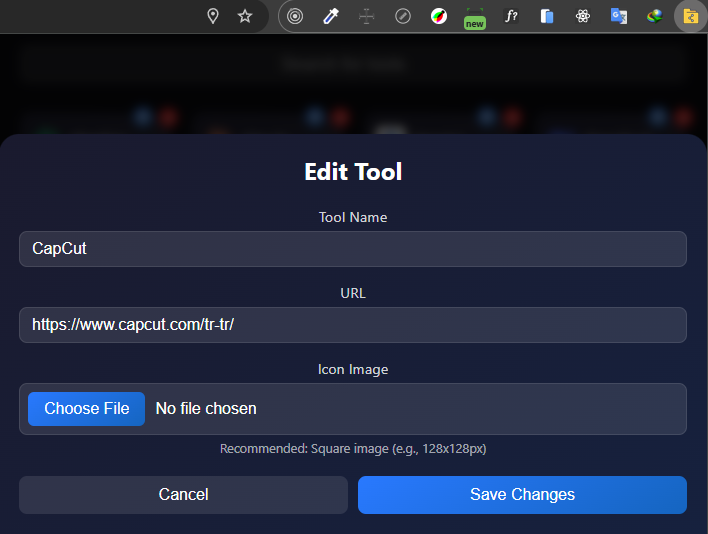 new
f?
Edit Tool
Tool Name
CapCut
URL
https://www.capcut.com/tr-tr/
Icon Image
Choose File No file chosen
Recommended: Square image (e.g., 128x128px)
Cancel Save Changes